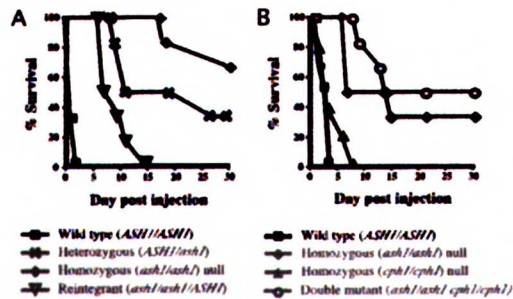 A
B
% Survival
100
80
60
40
20
0
0 5 10 15 20 25 30
Day post injection
% Survival
100
80
60
40
20
0
0 5 10 15 20 25 30
Day post injection
Wild type (ASH1/ASH1)
Heterozygous (ASH1/ash1)
Homozygous (ash1/ash1) null
Reintegrant (ash1/ash1/ASH1)
Wild type (ASH1/ASH1)
Homozygous (ash1/ash1) null
Homozygous (cph1/cph1) null
Double mutant (ash1/ash1 cph1/cph1)